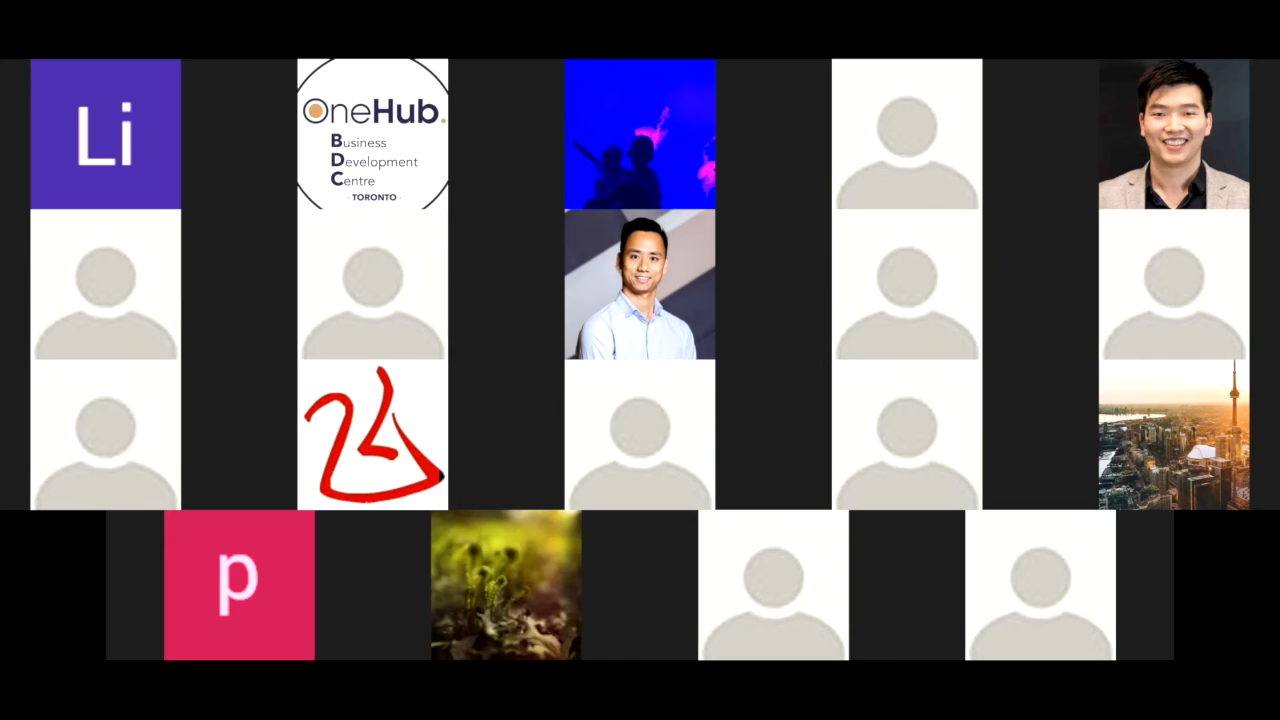 Li
OneHub.
Business
Development
Centre
· TORONTO ·
p